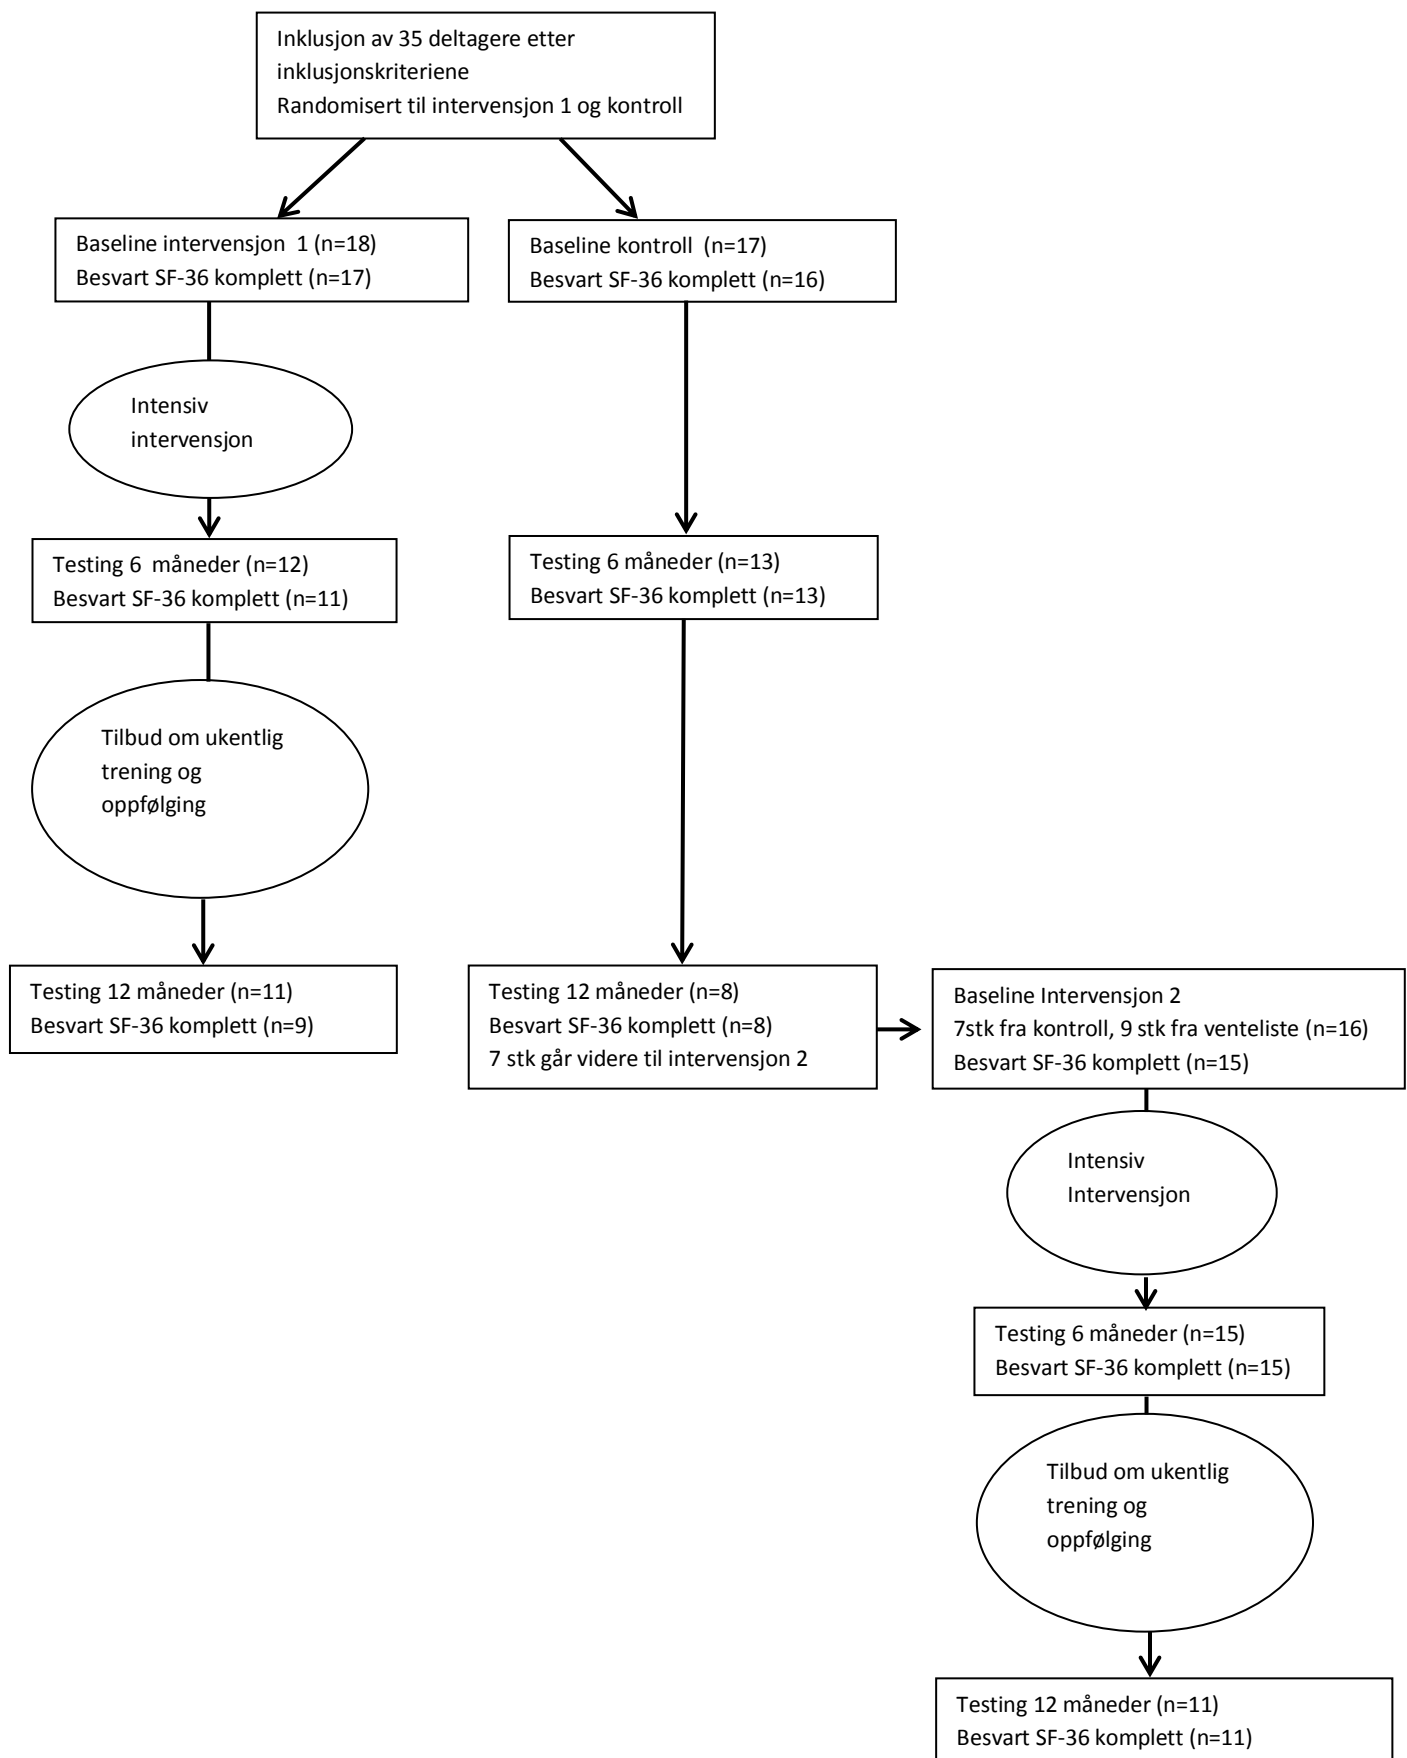 Inklusjon av 35 deltagere etter
inklusjonskriteriene
Randomisert til intervensjon 1 og kontroll
Baseline intervensjon  1 (n=18)
Besvart SF-36 komplett (n=17)
Baseline kontroll  (n=17)
Besvart SF-36 komplett (n=16)
Intensiv
intervensjon
Testing 6  måneder (n=12)
Besvart SF-36 komplett (n=11)
Testing 6 måneder (n=13)
Besvart SF-36 komplett (n=13)
Tilbud om ukentlig
trening og
oppfølging
Testing 12 måneder (n=11)
Besvart SF-36 komplett (n=9)
Testing 12 måneder (n=8)
Besvart SF-36 komplett (n=8)
7 stk går videre til intervensjon 2
Baseline Intervensjon 2
7stk fra kontroll, 9 stk fra venteliste (n=16)
Besvart SF-36 komplett (n=15)
Intensiv
Intervensjon
Testing 6 måneder (n=15)
Besvart SF-36 komplett (n=15)
Tilbud om ukentlig
trening og
oppfølging
Testing 12 måneder (n=11)
Besvart SF-36 komplett (n=11)